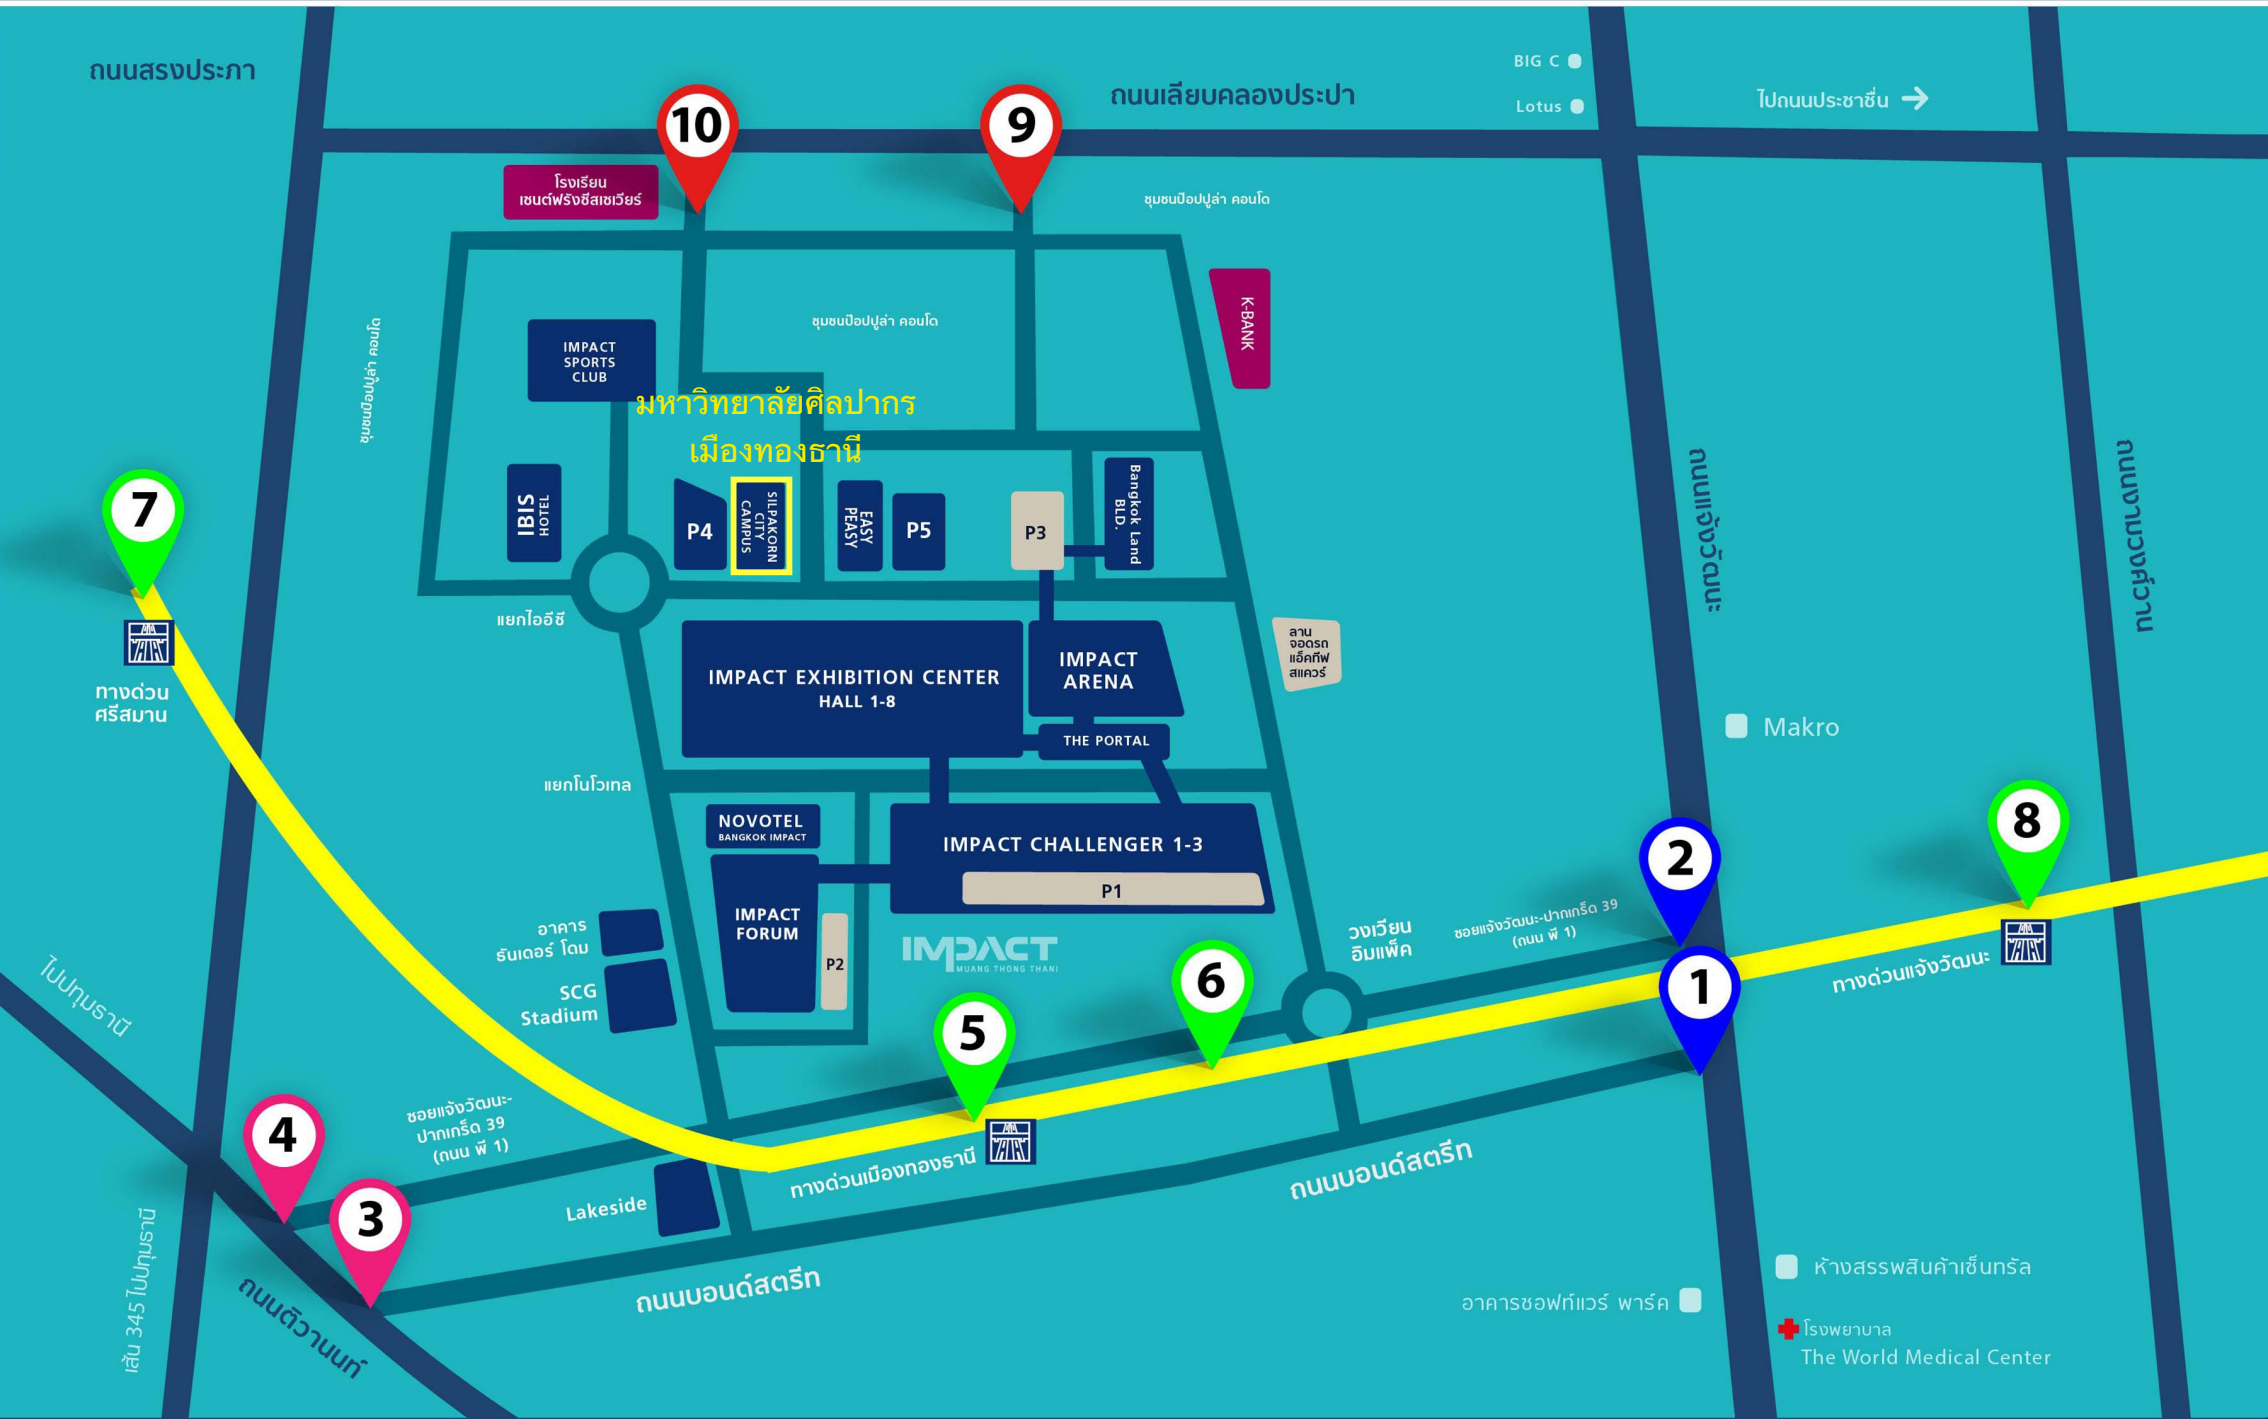 ถนนสรงประภา
10
9
ถนนเลียบคลองประปา
BIG C
Lotus
ไปถนนประชาชื่น
โรงเรียน
เซนต์ฟรังซีสเซเวียร์
ชุมชนป๊อปปูล่า คอนโด
K-BANK
ชุมชนป๊อปปูล่า คอนโด
ชุมชนป๊อปปูล่า คอนโด
IMPACT
SPORTS
CLUB
มหาวิทยาลัยศิลปากร
เมืองทองธานี
7
IBIS
HOTEL
P4
SILPAKORN
CITY
CAMPUS
EASY
PEASY
P5
P3
Bangkok Land
BLD.
ถนนแจ้งวัฒนะ
ถนนงามวงศ์วาน
แยกไออีซี
ทางด่วน
ศรีสมาน
IMPACT EXHIBITION CENTER
HALL 1-8
IMPACT
ARENA
ลาน
จอดรถ
แอ็คทีฟ
สแควร์
THE PORTAL
Makro
แยกโนโวเทล
NOVOTEL
BANGKOK IMPACT
IMPACT CHALLENGER 1-3
P1
2
8
IMPACT
FORUM
P2
อาคาร
ธันเดอร์ โดม
SCG
Stadium
IMPACT
MUANG THONG THANI
วงเวียน
อิมแพ็ค
ซอยแจ้งวัฒนะ-ปากเกร็ด 39
(ถนน พี 1)
6
5
1
ทางด่วนแจ้งวัฒนะ
ไปปทุมธานี
4
3
ซอยแจ้งวัฒนะ-
ปากเกร็ด 39
(ถนน พี 1)
ทางด่วนเมืองทองธานี
Lakeside
ถนนบอนด์สตรีท
ถนนบอนด์สตรีท
เส้น 345 ไปปทุมธานี
ถนนติวานนท์
ห้างสรรพสินค้าเซ็นทรัล
อาคารซอฟท์แวร์ พาร์ค
โรงพยาบาล
The World Medical Center